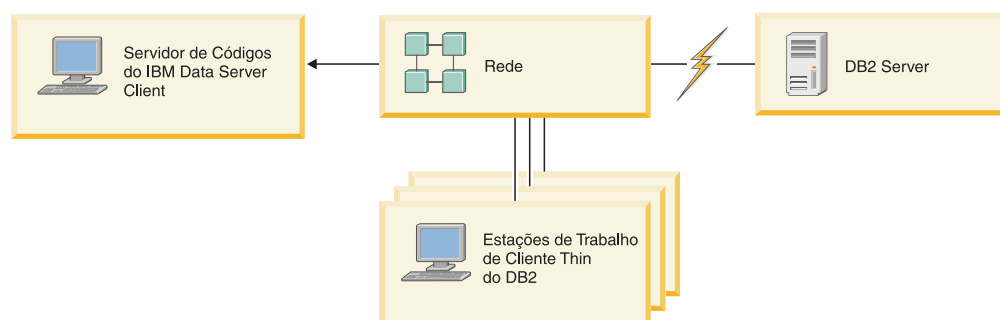 Servidor de Códigos
do IBM Data Server
Client
Rede
DB2 Server
Estações de Trabalho
de Cliente Thin
do DB2